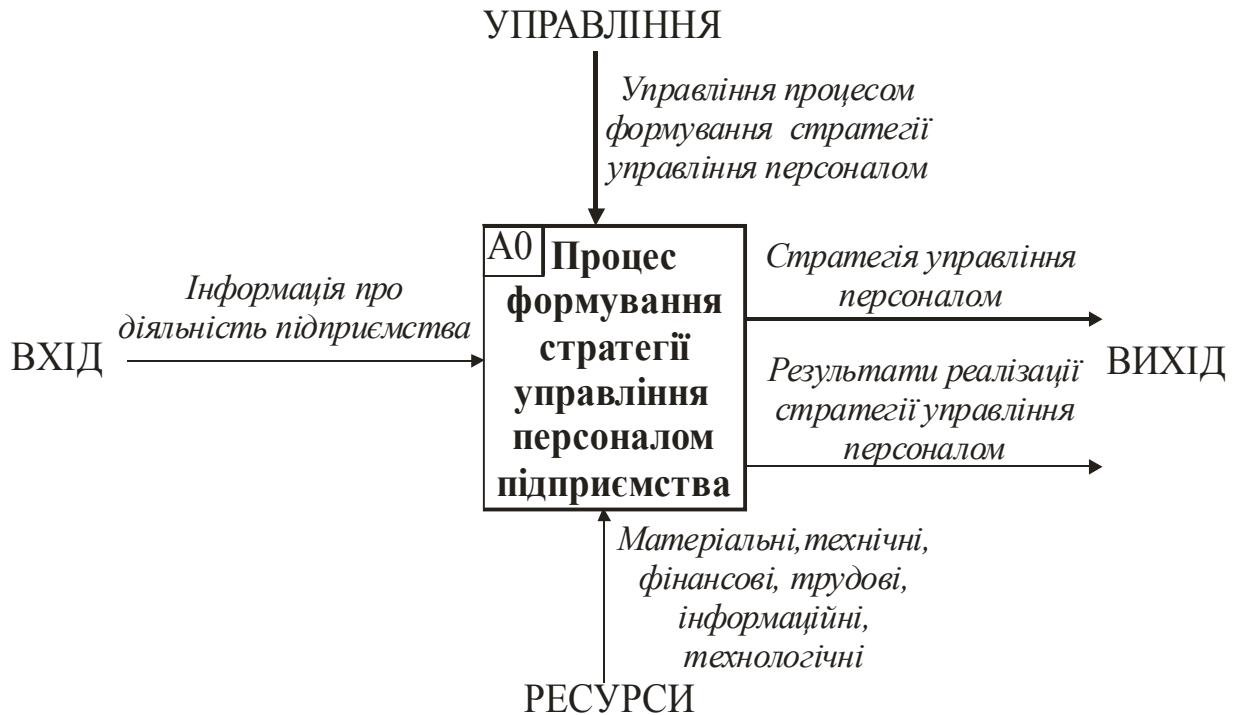 УПРАВЛІННЯ
Управління процесом
формування стратегії
управління персоналом
А0
Процес
формування
стратегії
управління
персоналом
підприємства
Інформація про
діяльність підприємства
ВХІД
Стратегія управління
персоналом
ВИХІД
Результати реалізації
стратегії управління
персоналом
Матеріальні, технічні,
фінансові, трудові,
інформаційні,
технологічні
РЕСУРСИ